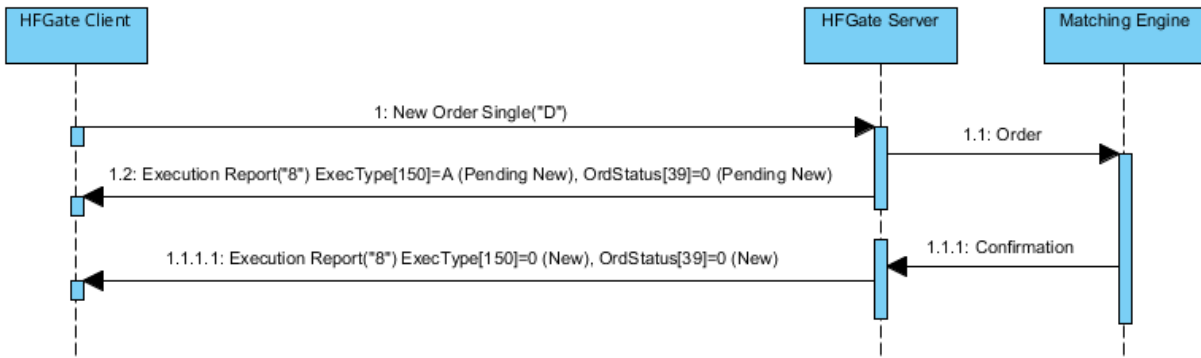 HFGate Client
HFGate Server
Matching Engine
1: New Order Single("D")
1.1: Order
1.2: Execution Report("8") ExecType[150]=A (Pending New), OrdStatus[39]=0 (Pending New)
1.1.1: Confirmation
1.1.1.1: Execution Report("8") ExecType[150]=0 (New), OrdStatus[39]=0 (New)